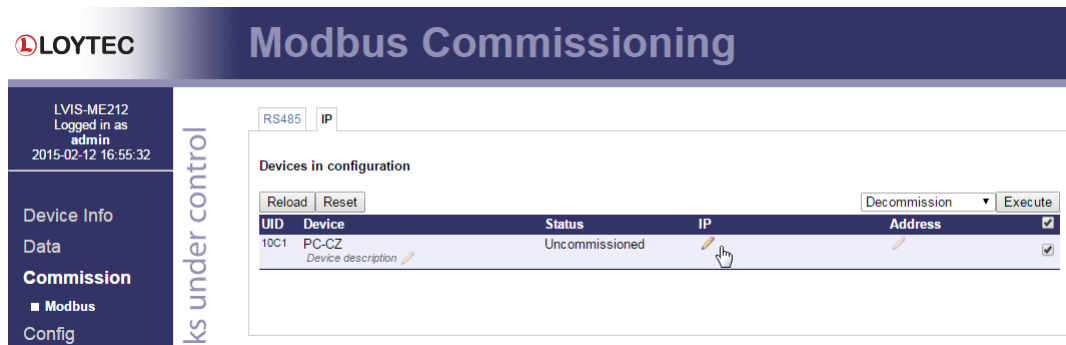 LOYTEC
Modbus Commissioning
LVIS-ME212
Logged in as
admin
2015-02-12 16:55:32
Device Info
Data
Commission
Modbus
Config
ks under control
RS485 IP
Devices in configuration
Reload Reset Decommission Execute
UID Device Status IP Address
10C1 PC-CZ Uncommissioned
Device description